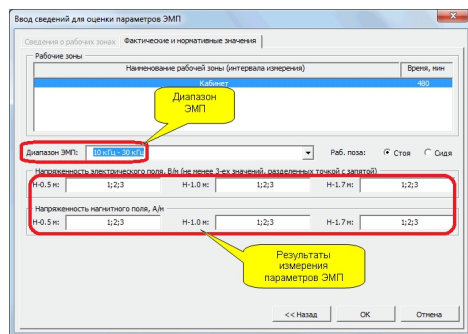 Ввод сведений для оценки параметров ЭМП
Сведения о рабочих зонах Фактические и нормативные значения
Рабочие зоны
Наименование рабочей зоны (интервала измерения) Время, мин
Кабинет 480
Диапазон
ЭМП
Диапазон ЭМП: 10 кГц - 30 кГц Раб. поза: Стоя Сидя
Напряженность электрического поля, В/м (не менее 3-ех значений, разделенных точкой с запятой)
H-0.5 м: 1;2;3 H-1.0 м: 1;2;3 H-1.7 м: 1;2;3
Напряженность магнитного поля, А/м
H-0.5 м: 1;2;3 H-1.0 м: 1;2;3 H-1.7 м: 1;2;3
Результаты
измерения
параметров ЭМП
<< Назад OK Отмена